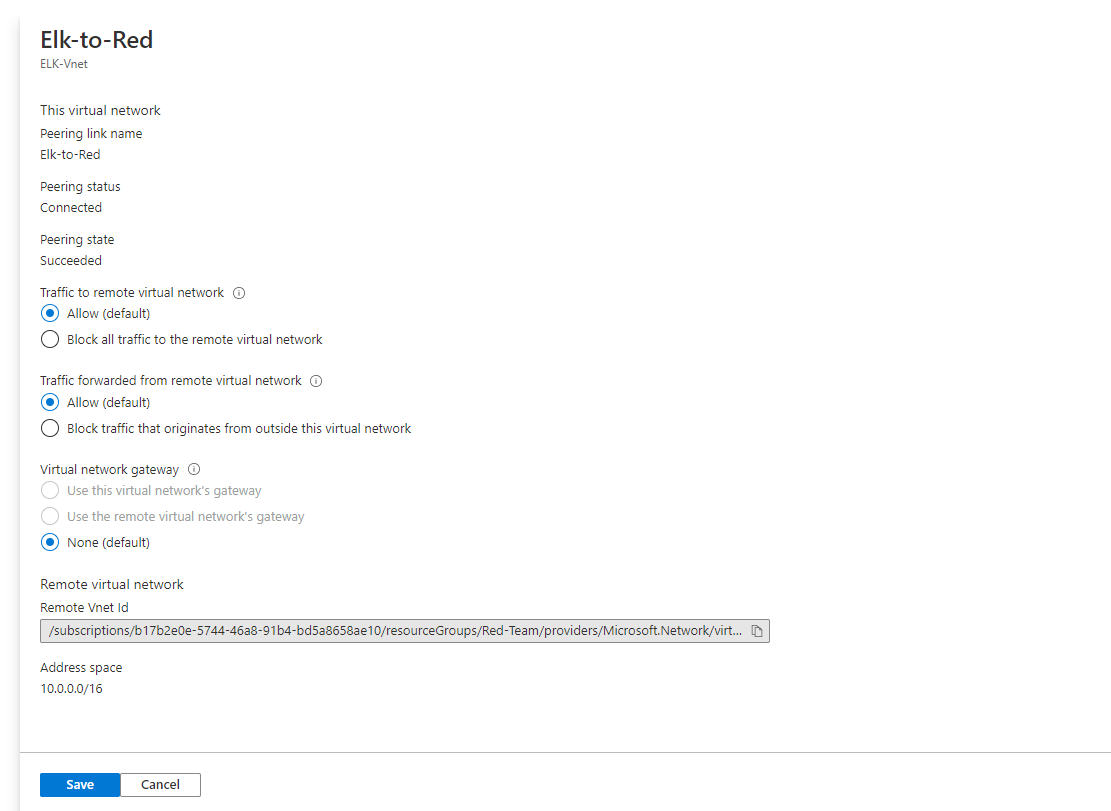 Elk-to-Red
ELK-Vnet
This virtual network
Peering link name
Elk-to-Red
Peering status
Connected
Peering state
Succeeded
Traffic to remote virtual network
Allow (default)
Block all traffic to the remote virtual network
Traffic forwarded from remote virtual network
Allow (default)
Block traffic that originates from outside this virtual network
Virtual network gateway
Use this virtual network's gateway
Use the remote virtual network's gateway
None (default)
Remote virtual network
Remote Vnet Id
/subscriptions/b17b2e0e-5744-46a8-91b4-bd5a8658ae10/resourceGroups/Red-Team/providers/Microsoft.Network/virt...
Address space
10.0.0.0/16
Save Cancel